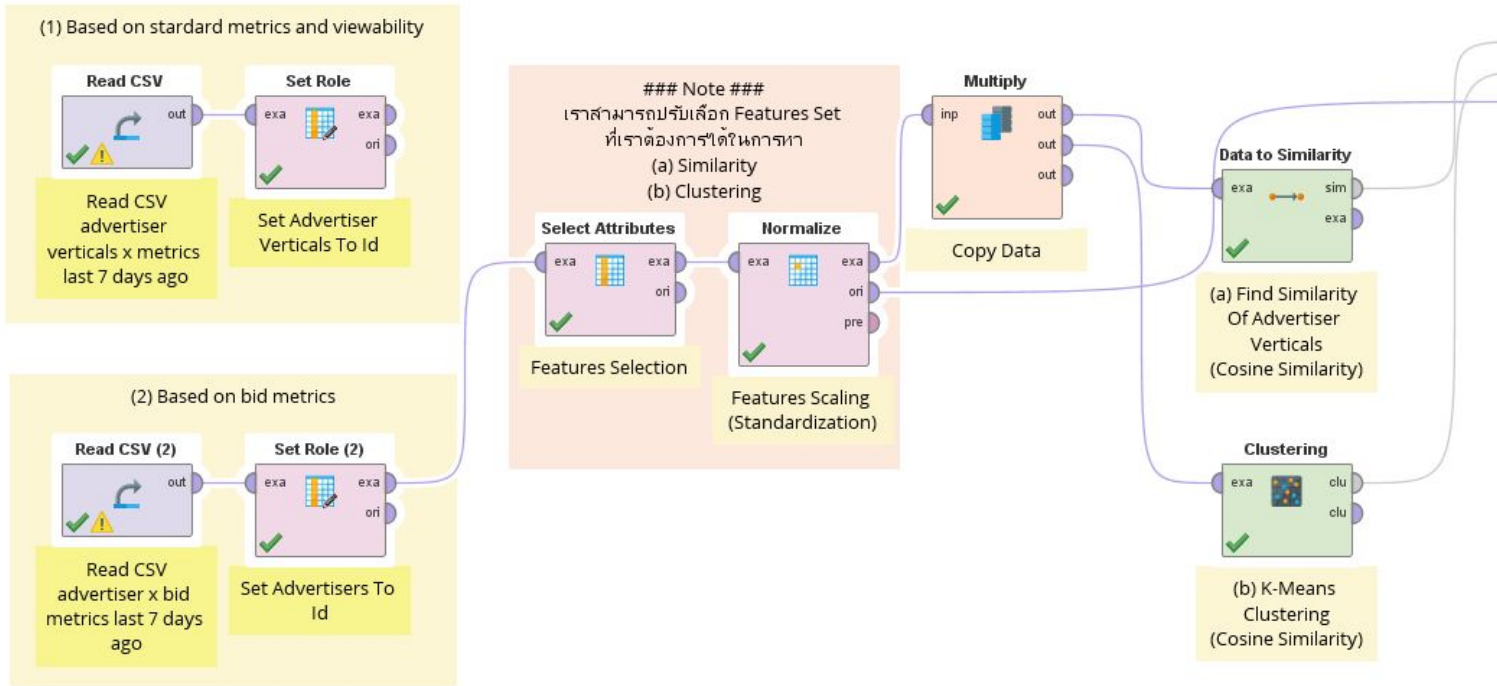 (1) Based on stardard metrics and viewability
Read CSV
out
Read CSV
advertiser
verticals x metrics
last 7 days ago
Set Role
exa
exa
ori
Set Advertiser
Verticals To Id
(2) Based on bid metrics
Read CSV (2)
out
Read CSV
advertiser x bid
metrics last 7 days
ago
Set Role (2)
exa
exa
ori
Set Advertisers To
Id
### Note ###
เราสามารถปรับเลือก Features Set
ที่เราต้องการได้ในการหา
(a) Similarity
(b) Clustering
Select Attributes
exa
exa
ori
Features Selection
Normalize
exa
exa
ori
pre
Features Scaling
(Standardization)
Multiply
inp
out
out
out
Copy Data
Data to Similarity
exa
sim
exa
(a) Find Similarity
Of Advertiser
Verticals
(Cosine Similarity)
Clustering
exa
clu
clu
(b) K-Means
Clustering
(Cosine Similarity)